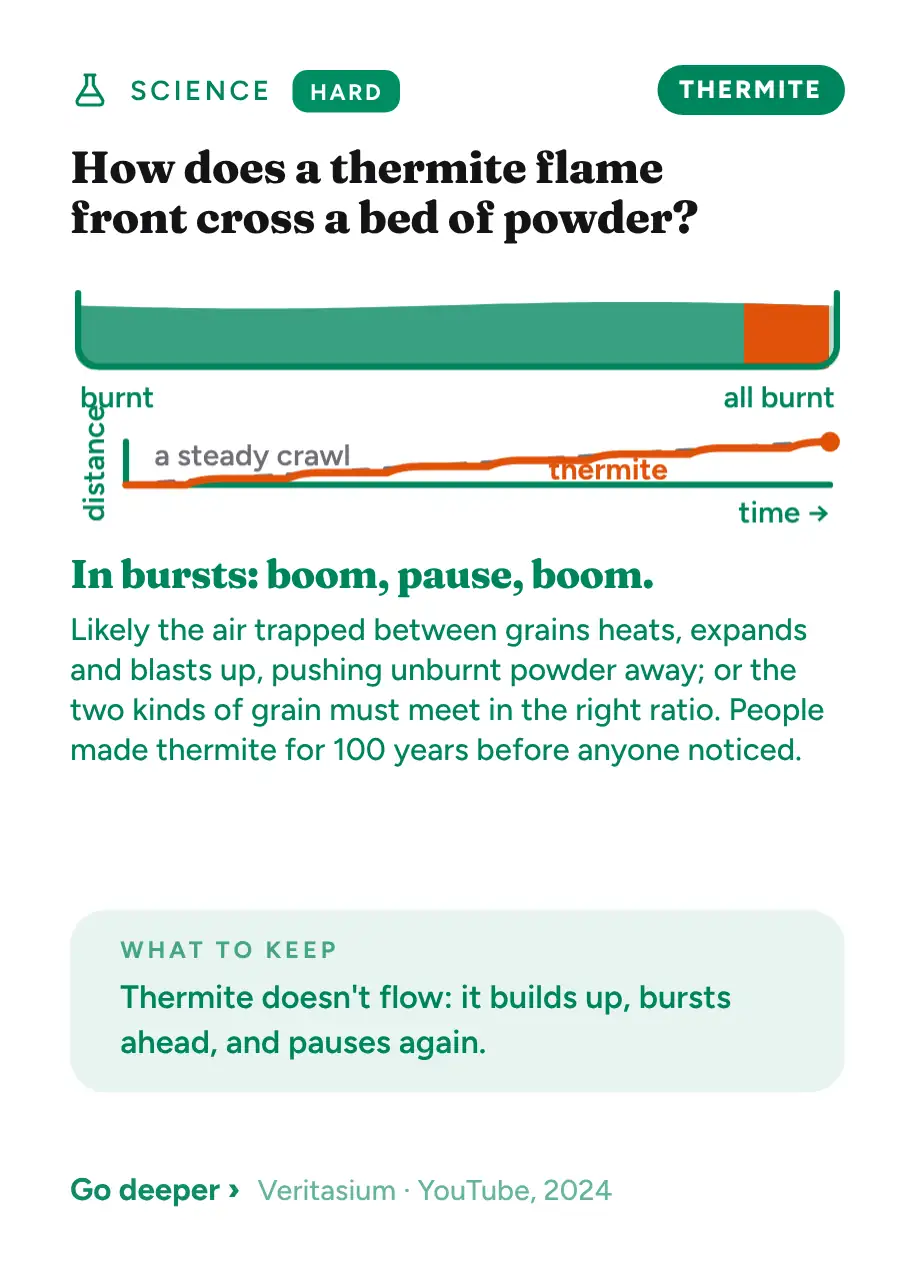 SCIENCE HARD THERMITE
How does a thermite flame
front cross a bed of powder?
burnt all burnt
distance
a steady crawl
thermite
time →
In bursts: boom, pause, boom.
Likely the air trapped between grains heats, expands
and blasts up, pushing unburnt powder away; or the
two kinds of grain must meet in the right ratio. People
made thermite for 100 years before anyone noticed.
WHAT TO KEEP
Thermite doesn't flow: it builds up, bursts
ahead, and pauses again.
Go deeper › Veritasium · YouTube, 2024